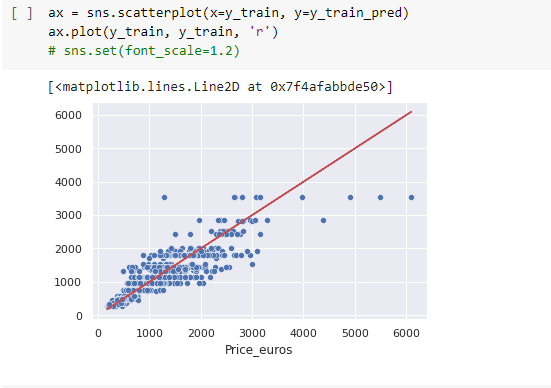 [ ] ax = sns.scatterplot(x=y_train, y=y_train_pred)
ax.plot(y_train, y_train, 'r')
# sns.set(font_scale=1.2)
[<matplotlib.lines.Line2D at 0x7f4afabbde50>]
6000
5000
4000
3000
2000
1000
0
0 1000 2000 3000 4000 5000 6000
Price_euros